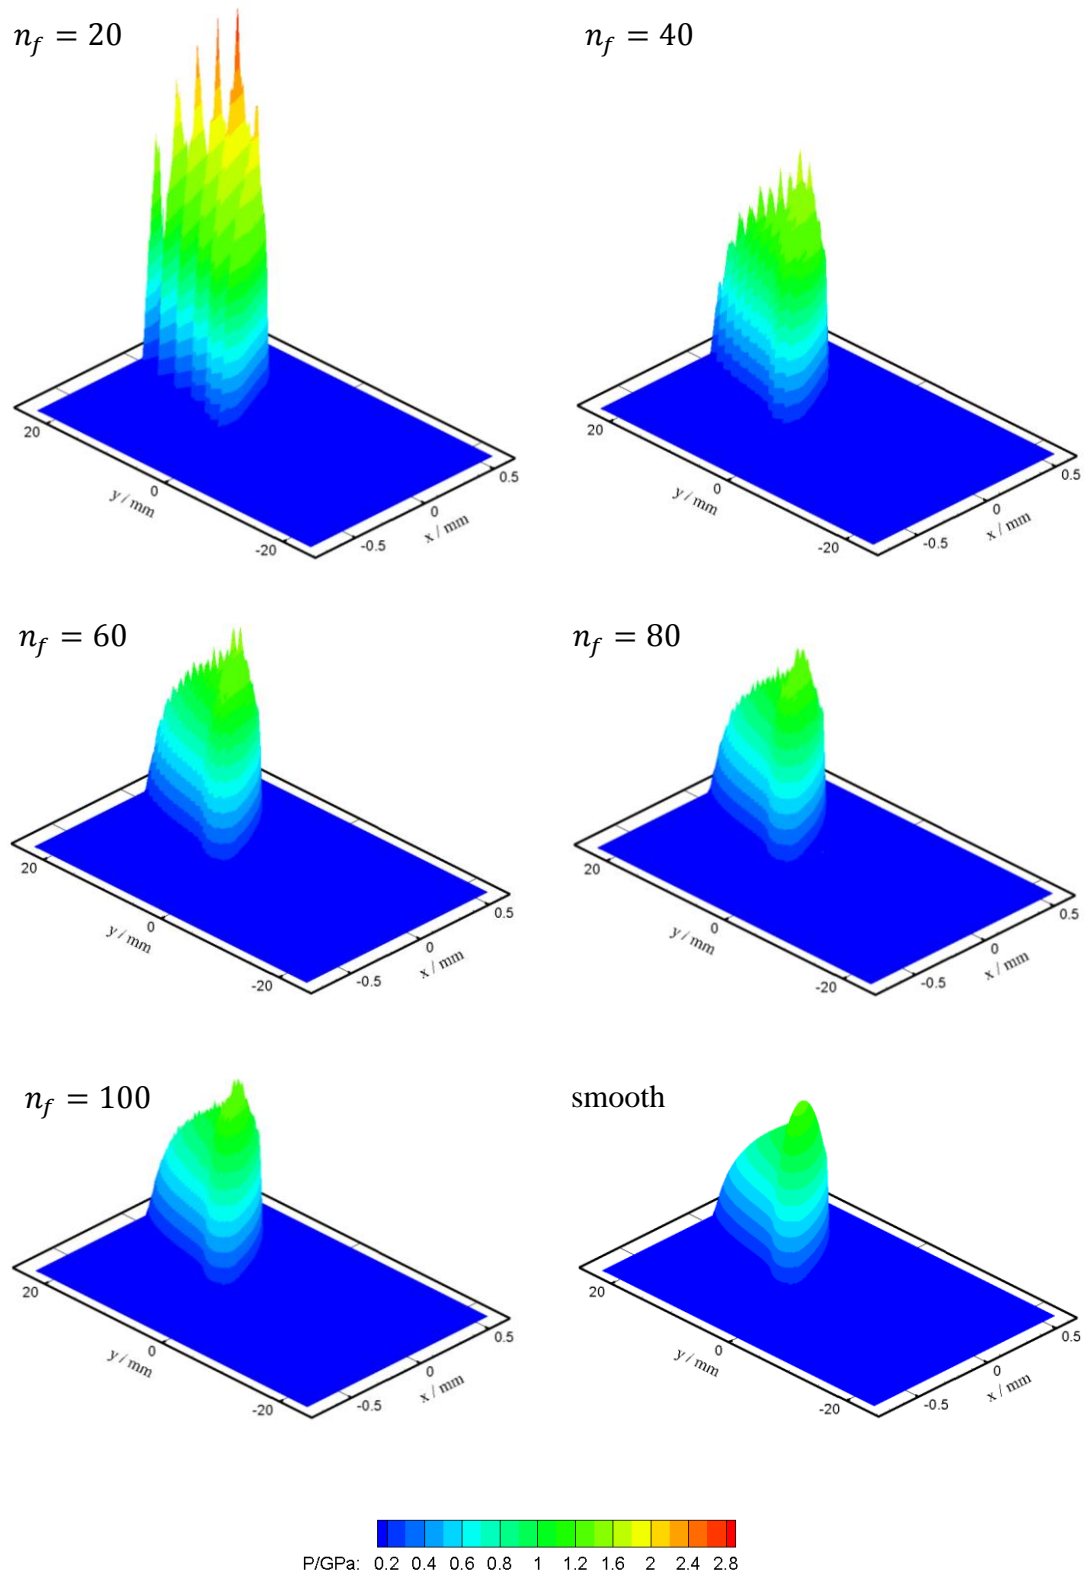 n_f = 20
n_f = 40
20
0
-20
y / mm
-0.5
0
0.5
x / mm
20
0
-20
y / mm
-0.5
0
0.5
x / mm
n_f = 60
n_f = 80
20
0
-20
y / mm
-0.5
0
0.5
x / mm
20
0
-20
y / mm
-0.5
0
0.5
x / mm
n_f = 100
smooth
20
0
-20
y / mm
-0.5
0
0.5
x / mm
20
0
-20
y / mm
-0.5
0
0.5
x / mm
P/GPa: 0.2 0.4 0.6 0.8 1 1.2 1.6 2 2.4 2.8